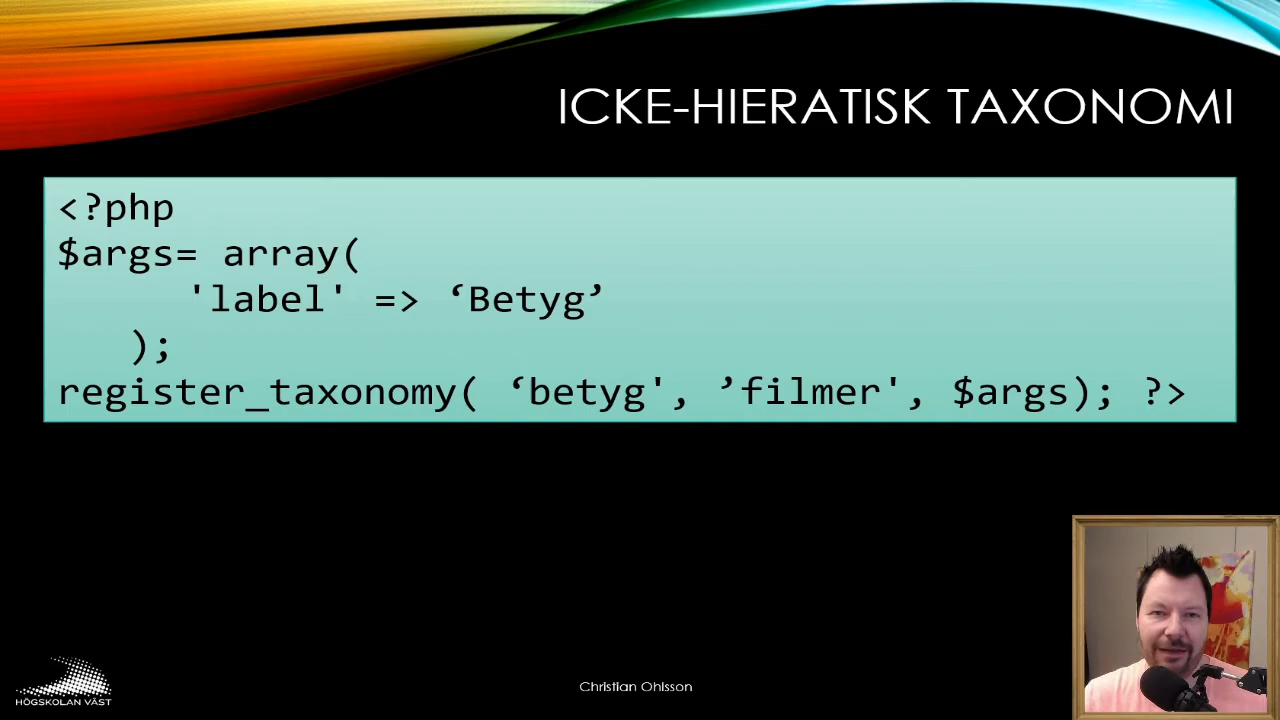 ICKE-HIERATISK TAXONOMI
<?php
$args= array(
'label' => ‘Betyg’
);
register_taxonomy( ‘betyg', ’filmer', $args); ?>
HÖGSKOLAN VÄST
Christian Ohlsson